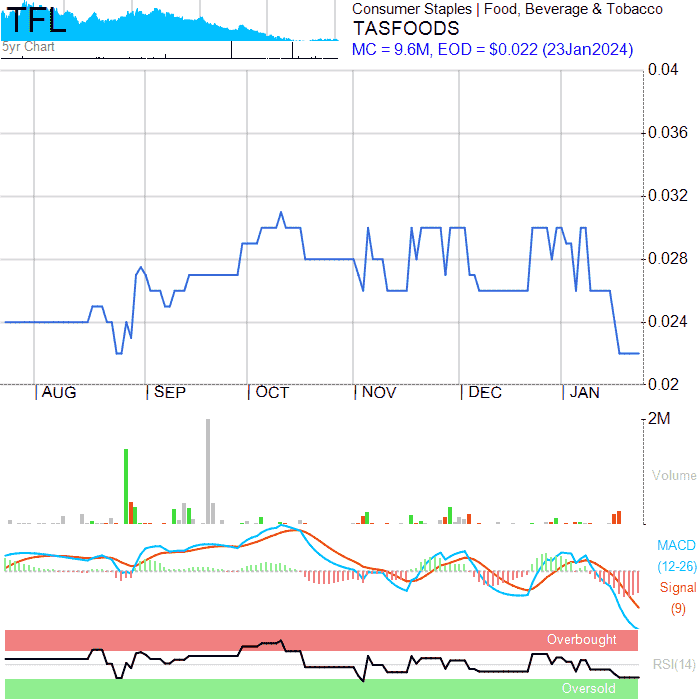 TFL
5yr Chart
Consumer Staples | Food, Beverage & Tobacco
TASFOODS
MC = 9.6M, EOD = $0.022 (23Jan2024)
0.04
0.036
0.032
0.028
0.024
0.02
AUG SEP OCT NOV DEC JAN
2M
Volume
MACD
(12-26)
Signal
(9)
Overbought
RSI(14)
Oversold